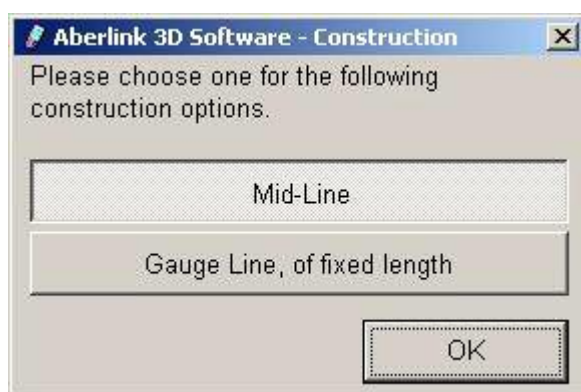 Aberlink 3D Software - Construction
Please choose one for the following
construction options.
Mid-Line
Gauge Line, of fixed length
OK